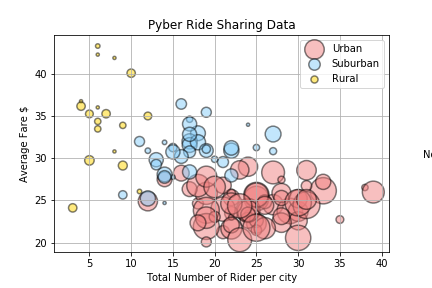 Pyber Ride Sharing Data
Urban
Suburban
Rural
40
35
30
25
20
Average Fare $
5
10
15
20
25
30
35
40
Total Number of Rider per city